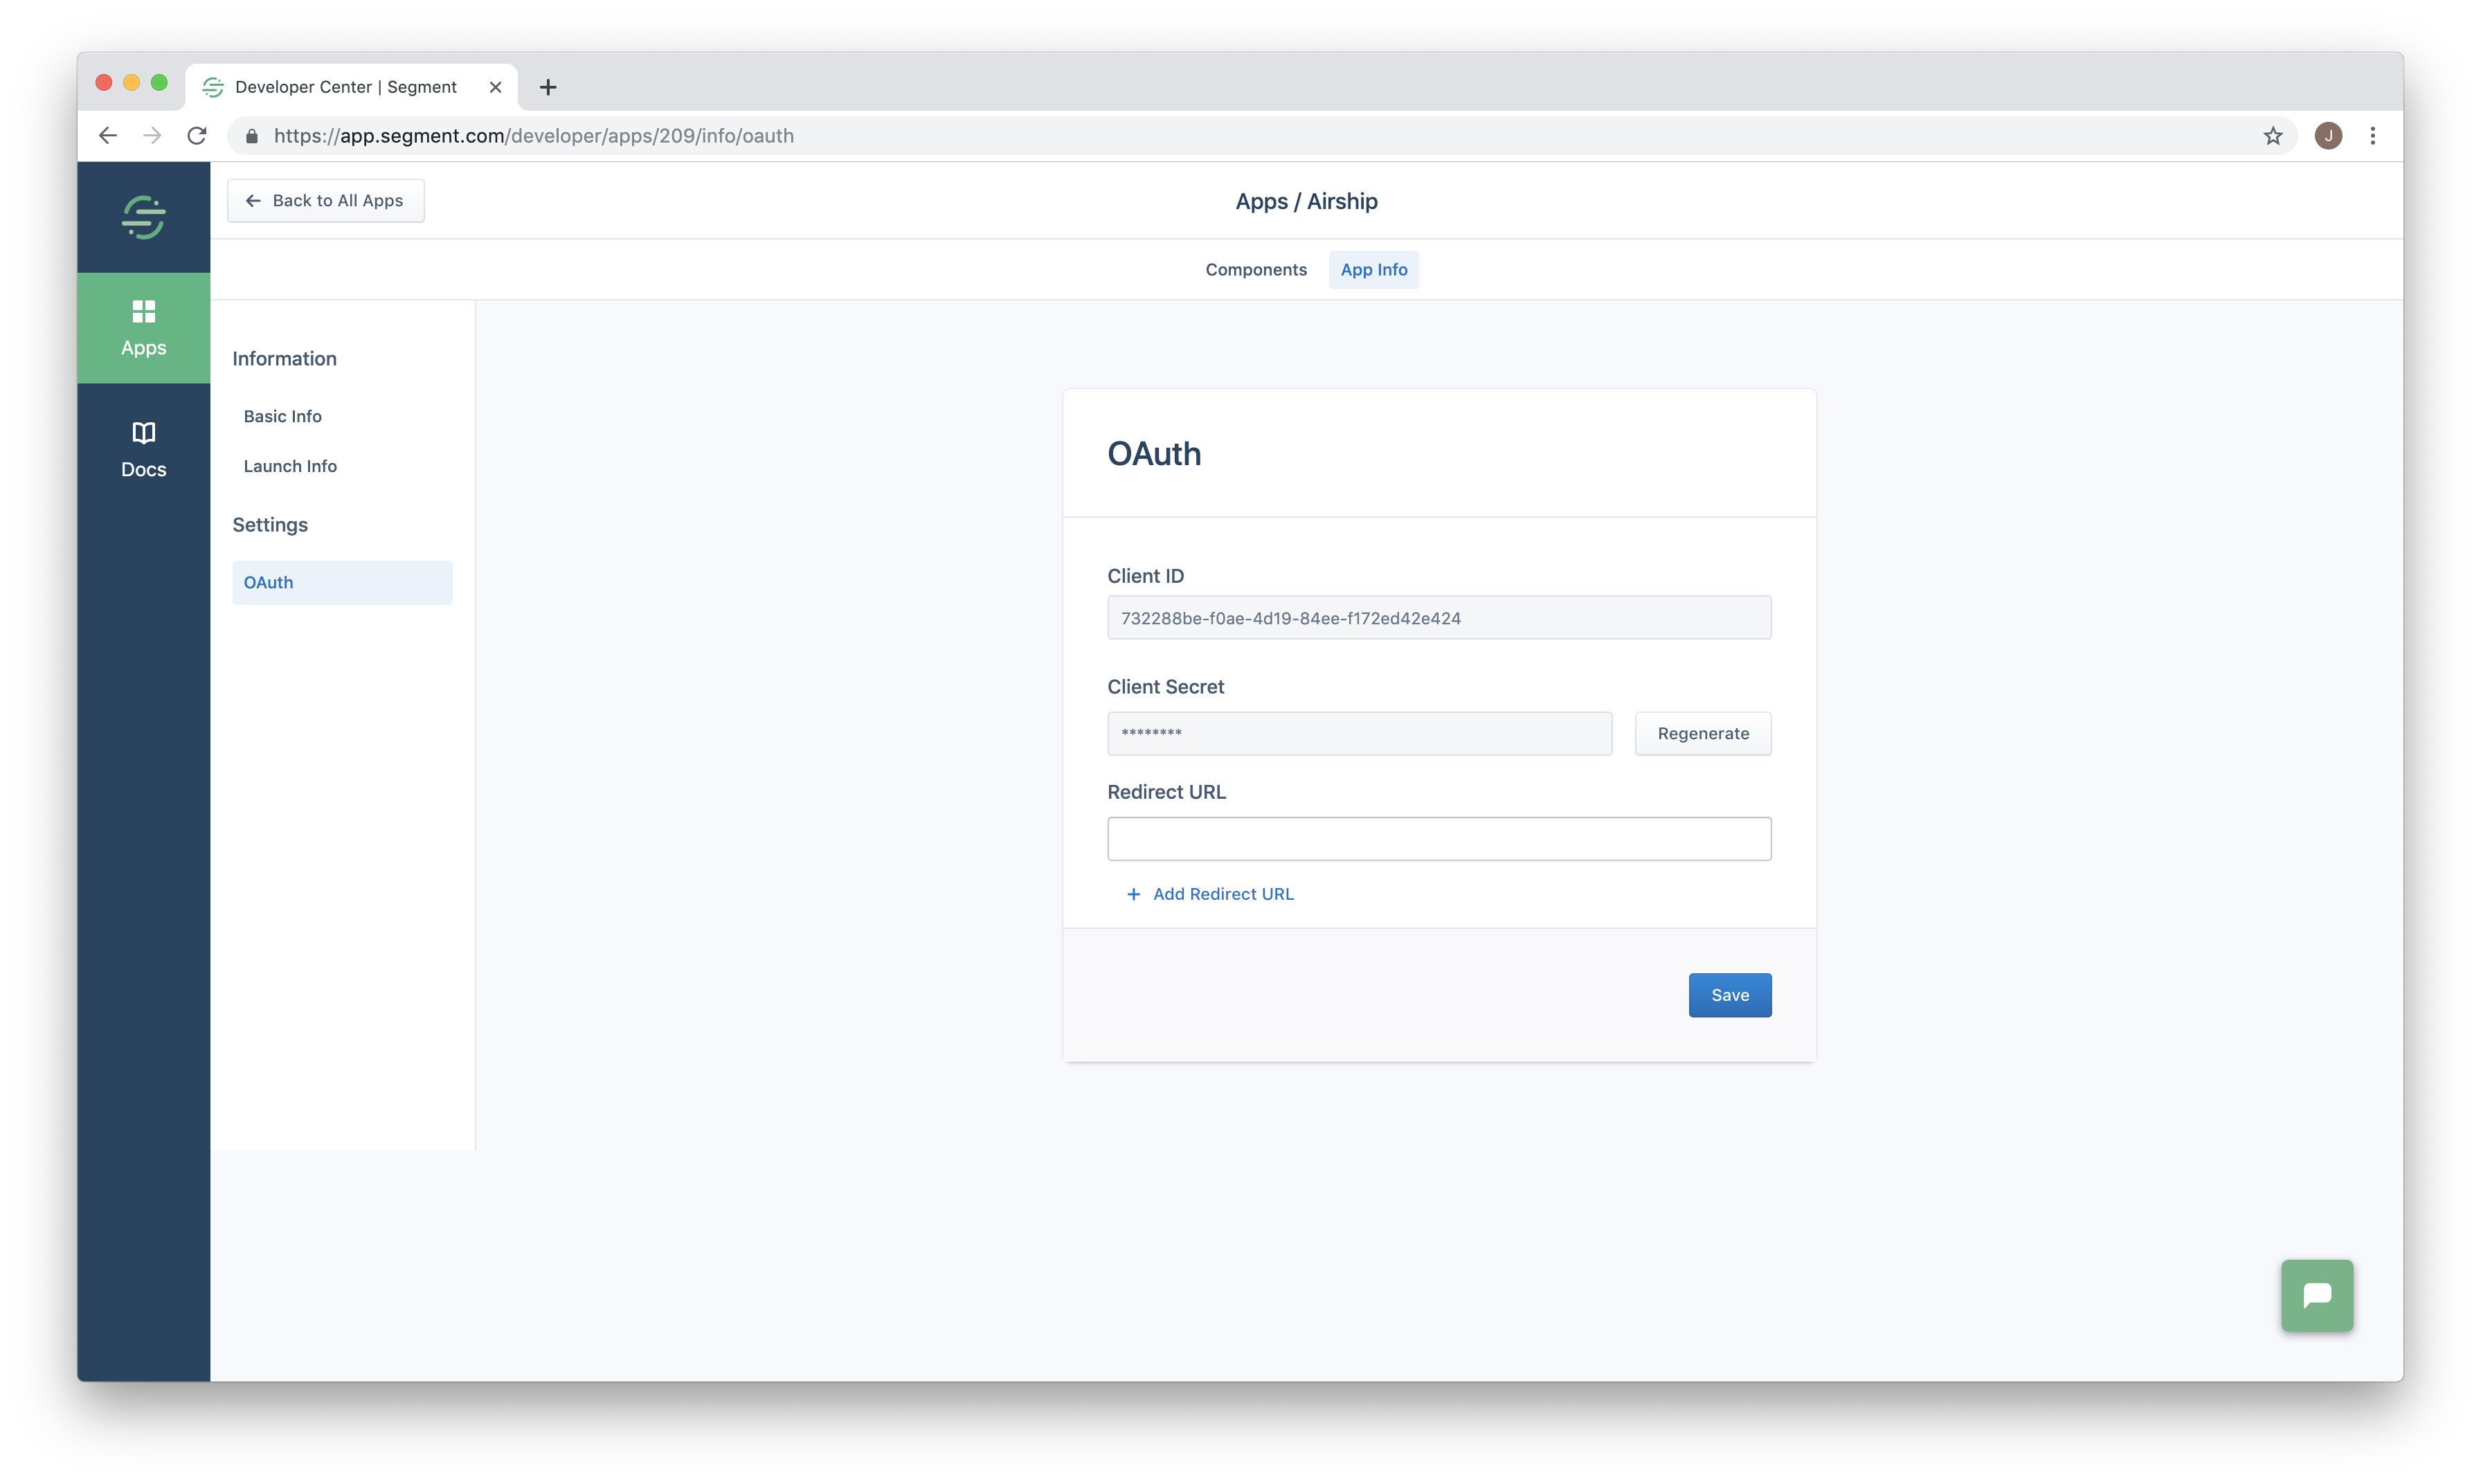 Developer Center | Segment
https://app.segment.com/developer/apps/209/info/oauth
J
Back to All Apps
Apps / Airship
Components
App Info
Apps
Docs
Information
Basic Info
Launch Info
Settings
OAuth
OAuth
Client ID
732288be-f0ae-4d19-84ee-f172ed42e424
Client Secret
********
Regenerate
Redirect URL
+ Add Redirect URL
Save